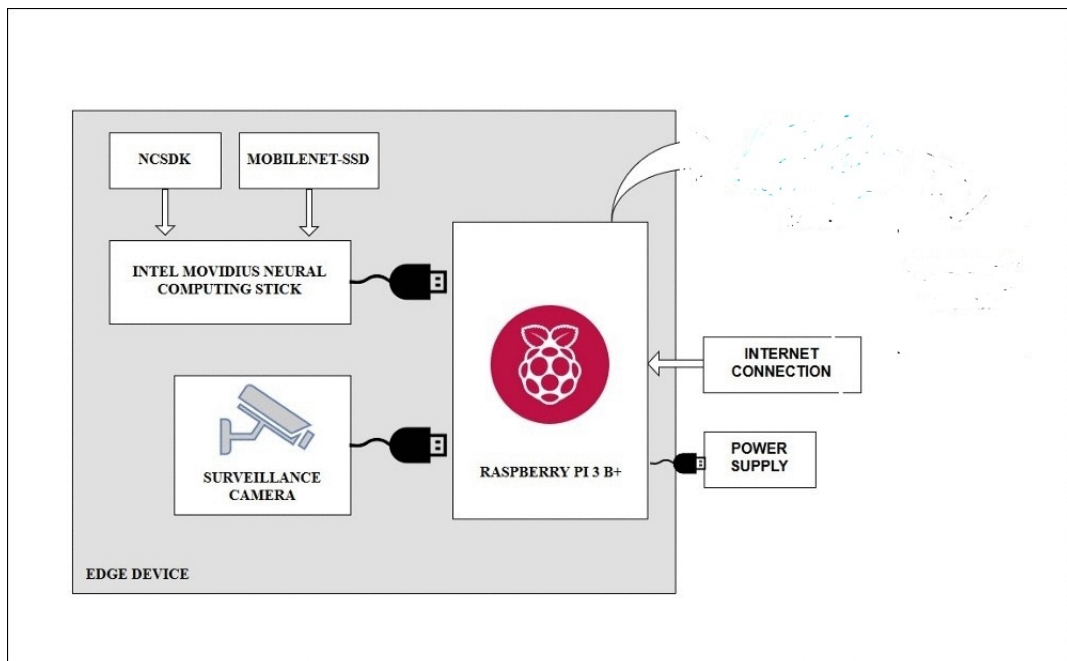 NCSDK
MOBILENET-SSD
INTEL MOVIDIUS NEURAL
COMPUTING STICK
SURVEILLANCE
CAMERA
RASPBERRY PI 3 B+
INTERNET
CONNECTION
POWER
SUPPLY
EDGE DEVICE